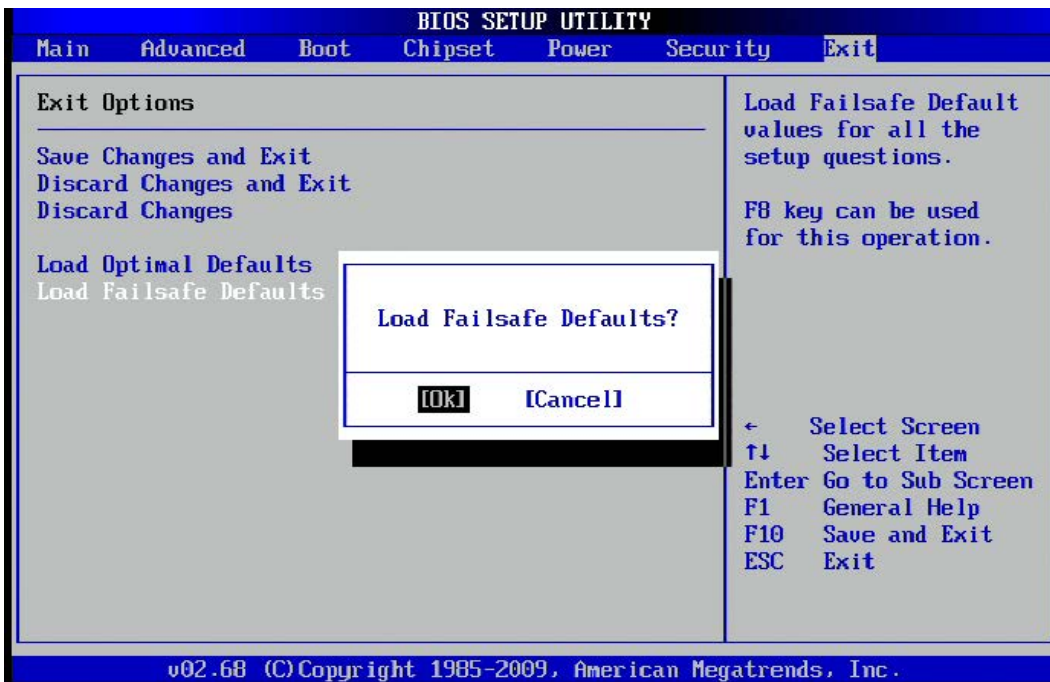 BIOS SETUP UTILITY
Main Advanced Boot Chipset Power Security Exit
Exit Options
Save Changes and Exit
Discard Changes and Exit
Discard Changes
Load Optimal Defaults
Load Failsafe Defaults
Load Failsafe Defaults?
[Ok] [Cancel]
Load Failsafe Default
values for all the
setup questions.
F8 key can be used
for this operation.
← Select Screen
↑↓ Select Item
Enter Go to Sub Screen
F1 General Help
F10 Save and Exit
ESC Exit
v02.68 (C)Copyright 1985-2009, American Megatrends, Inc.